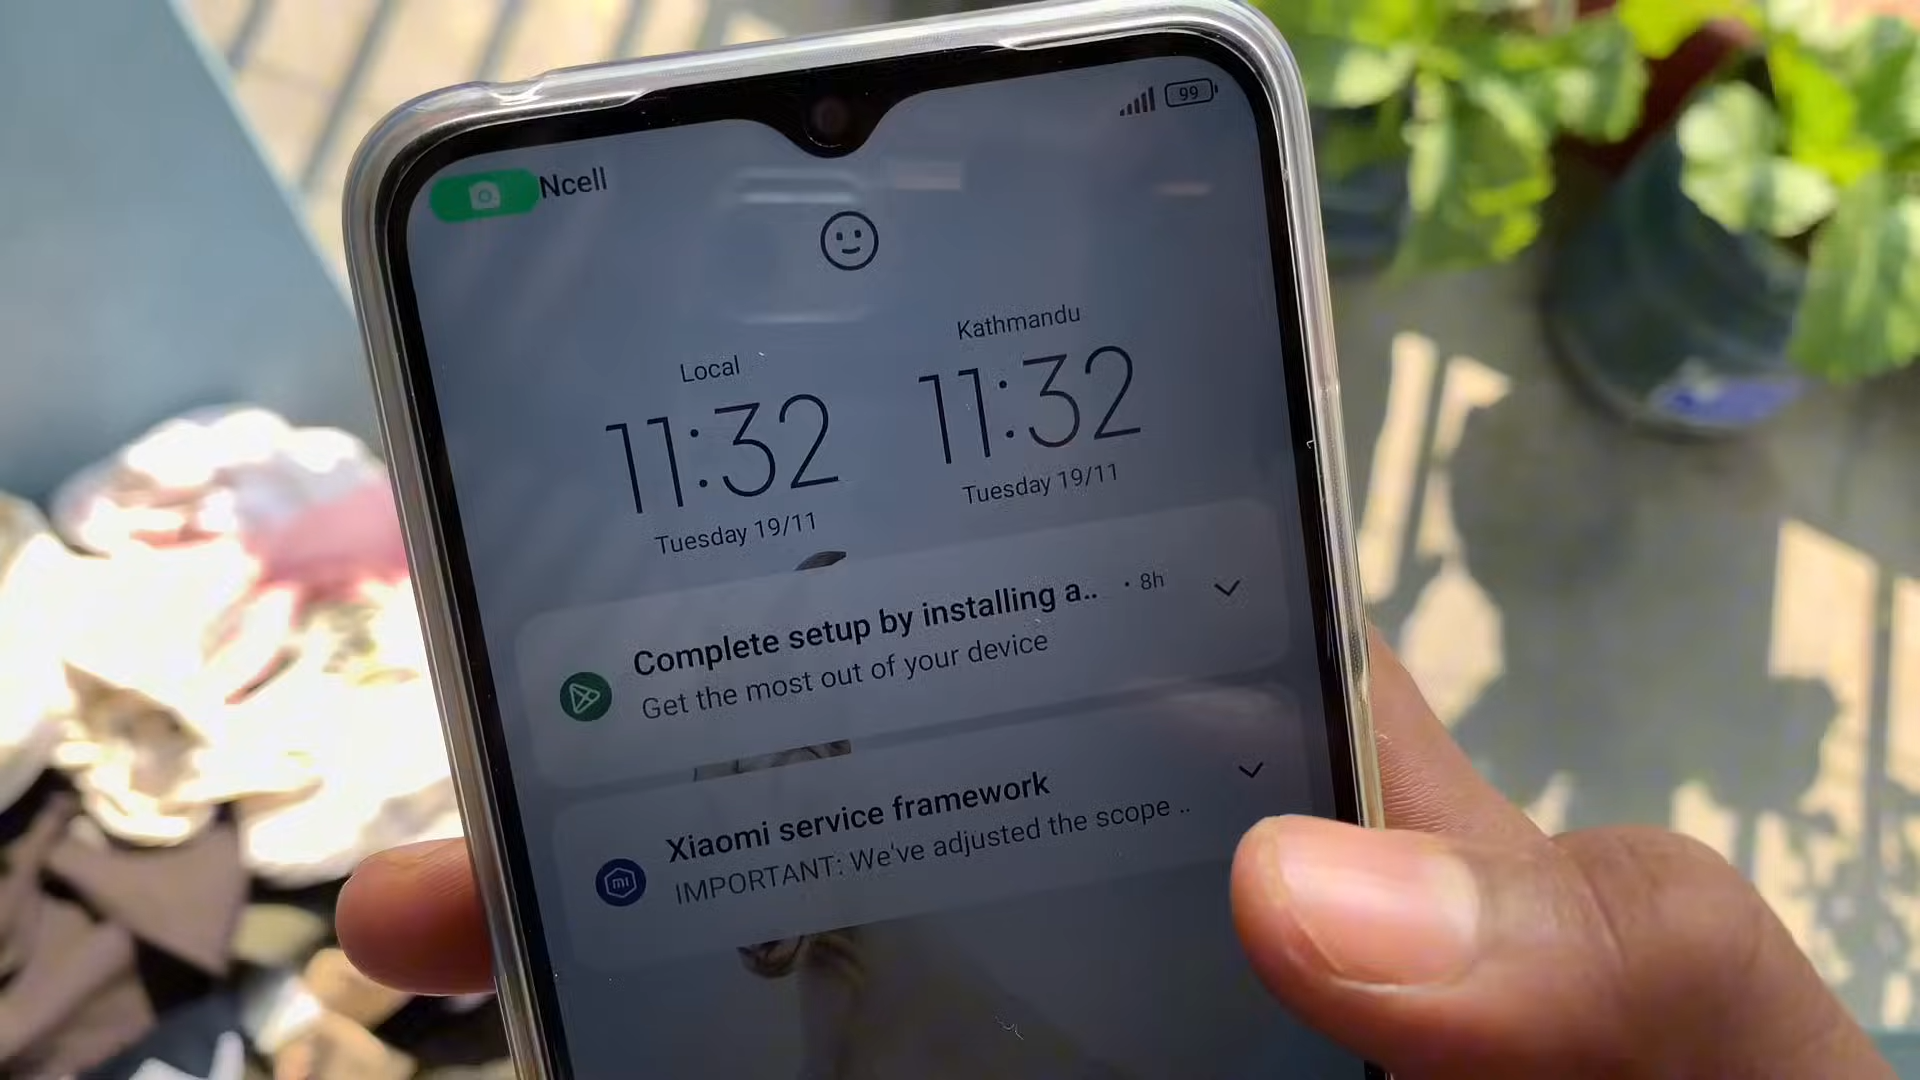 Ncell
99
Local
11:32
Tuesday 19/11
Kathmandu
11:32
Tuesday 19/11
Complete setup by installing a.. • 8h
Get the most out of your device
Xiaomi service framework
IMPORTANT: We've adjusted the scope ..
mi